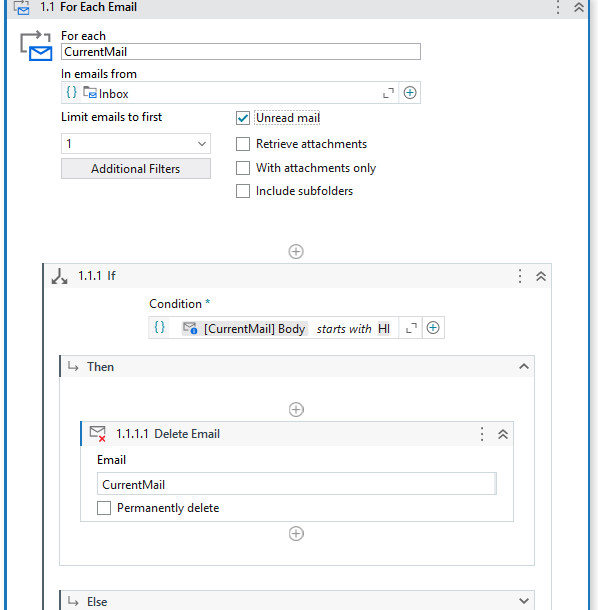 1.1 For Each Email
For each
CurrentMail
In emails from
{} Inbox
Limit emails to first
Unread mail
1
Retrieve attachments
Additional Filters
With attachments only
Include subfolders
1.1.1 If
Condition *
{} [CurrentMail] Body starts with HI
Then
1.1.1.1 Delete Email
Email
CurrentMail
Permanently delete
Else